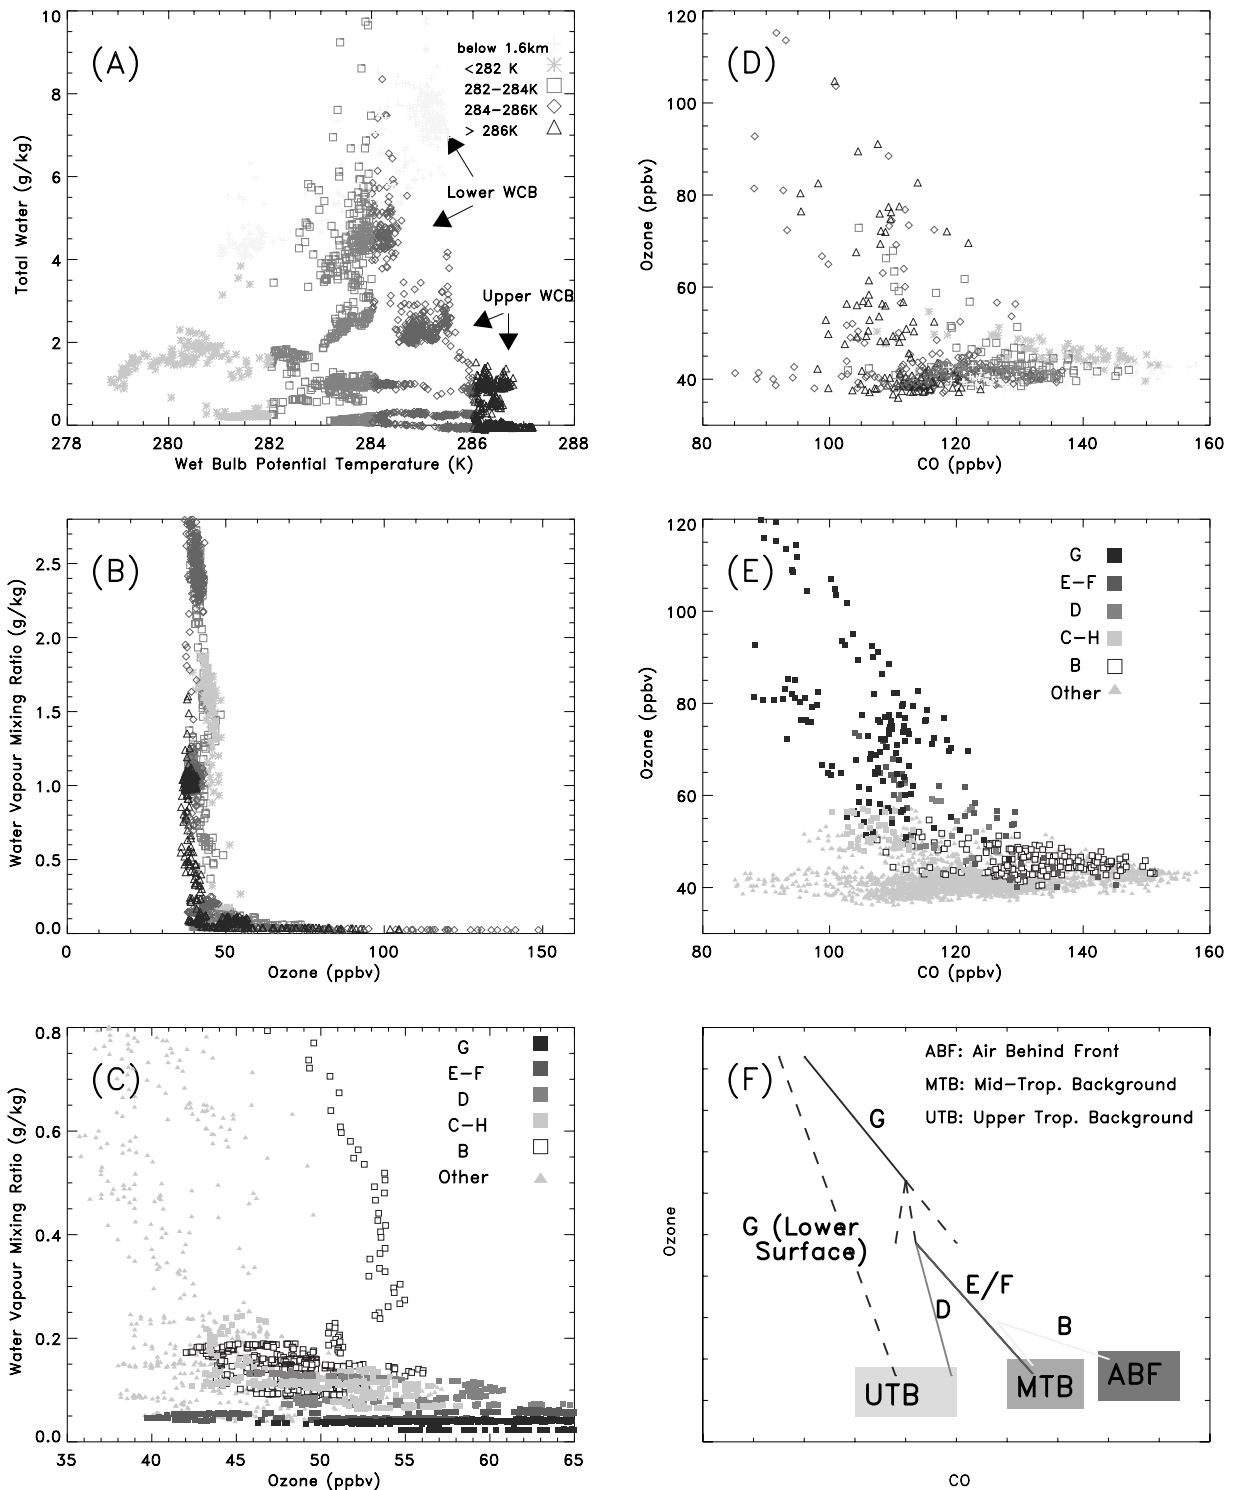 (A)
below 1.6km
<282 K
282-284K
284-286K
> 286K
Lower WCB
Upper WCB
Total Water (g/kg)
10
8
6
4
2
0
278
280
282
284
286
288
Wet Bulb Potential Temperature (K)
(D)
Ozone (ppbv)
120
100
80
60
40
80
100
120
140
160
CO (ppbv)
(B)
Water Vapour Mixing Ratio (g/kg)
2.5
2.0
1.5
1.0
0.5
0.0
0
50
100
150
Ozone (ppbv)
(E)
G
E-F
D
C-H
B
Other
Ozone (ppbv)
120
100
80
60
40
80
100
120
140
160
CO (ppbv)
(C)
G
E-F
D
C-H
B
Other
Water Vapour Mixing Ratio (g/kg)
0.8
0.6
0.4
0.2
0.0
35
40
45
50
55
60
65
Ozone (ppbv)
(F)
ABF: Air Behind Front
MTB: Mid-Trop. Background
UTB: Upper Trop. Background
G
G (Lower
Surface)
E/F
D
B
UTB
MTB
ABF
Ozone
CO